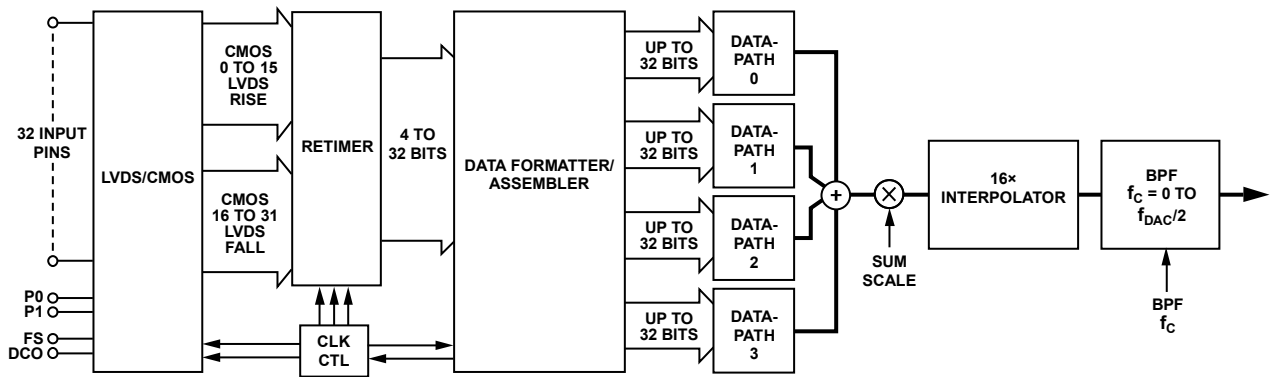 32 INPUT
PINS
P0
P1
FS
DCO
LVDS/CMOS
CMOS
0 TO 15
LVDS
RISE
CMOS
16 TO 31
LVDS
FALL
RETIMER
CLK
CTL
4 TO
32 BITS
DATA FORMATTER/
ASSEMBLER
UP TO
32 BITS
DATA-
PATH
0
UP TO
32 BITS
DATA-
PATH
1
UP TO
32 BITS
DATA-
PATH
2
UP TO
32 BITS
DATA-
PATH
3
+
×
SUM
SCALE
16×
INTERPOLATOR
BPF
fC = 0 TO
fDAC/2
BPF
fC